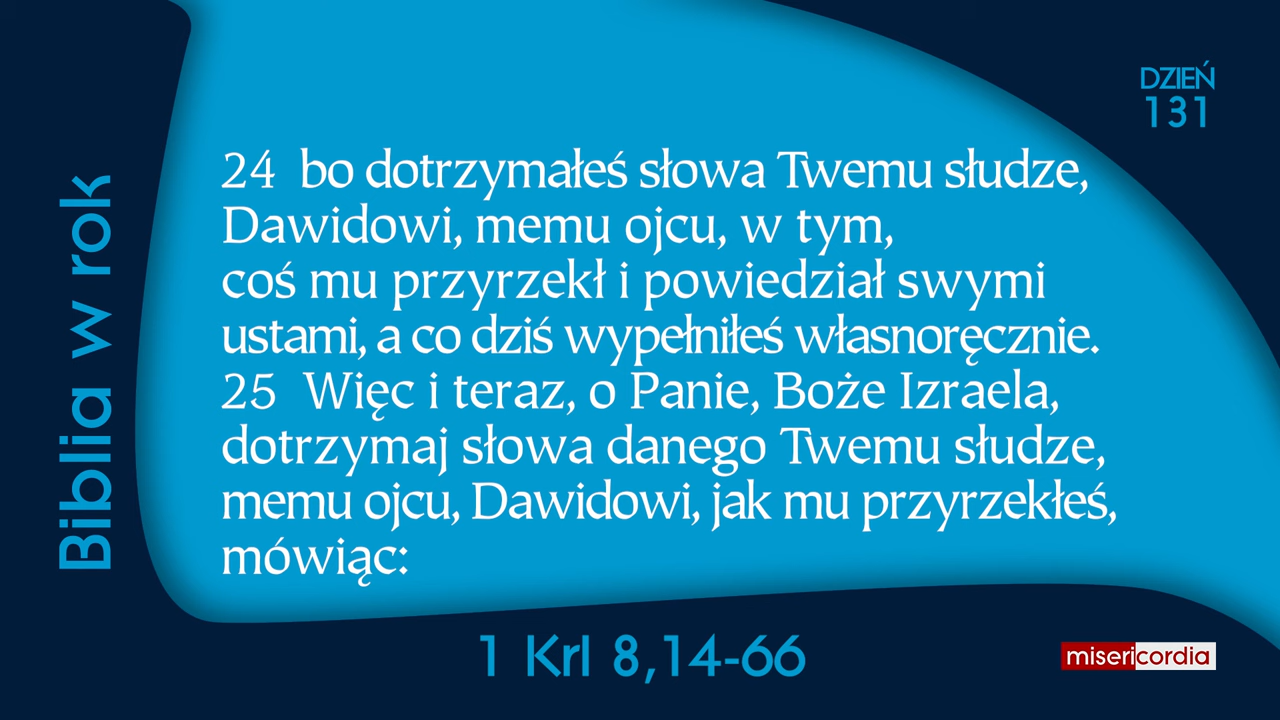 DZIEŃ
131
24 bo dotrzymałeś słowa Twemu słudze,
Dawidowi, memu ojcu, w tym,
coś mu przyrzekł i powiedział swymi
ustami, a co dziś wypełniłeś własnoręcznie.
25 Więc i teraz, o Panie, Boże Izraela,
dotrzymaj słowa danego Twemu słudze,
memu ojcu, Dawidowi, jak mu przyrzekłeś,
mówiąc:
Biblia w rok
1 Krl 8,14-66
misericordia